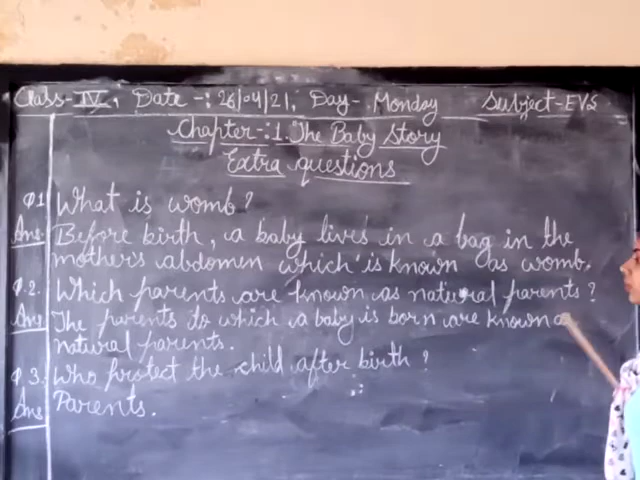 Class-IV, Date-: 26/04/21, Day-. Monday Subject-EVS
Chapter-:1. The Baby Story
Extra questions
Q1 What is womb?
Ans. Before birth, a baby lives in a bag in the
mother's abdomen which is known as womb.
Q.2. Which parents are known as natural parents?
Ans. The parents to which a baby is born are known as
natural parents.
Q3. Who protect the child after birth?
Ans Parents.